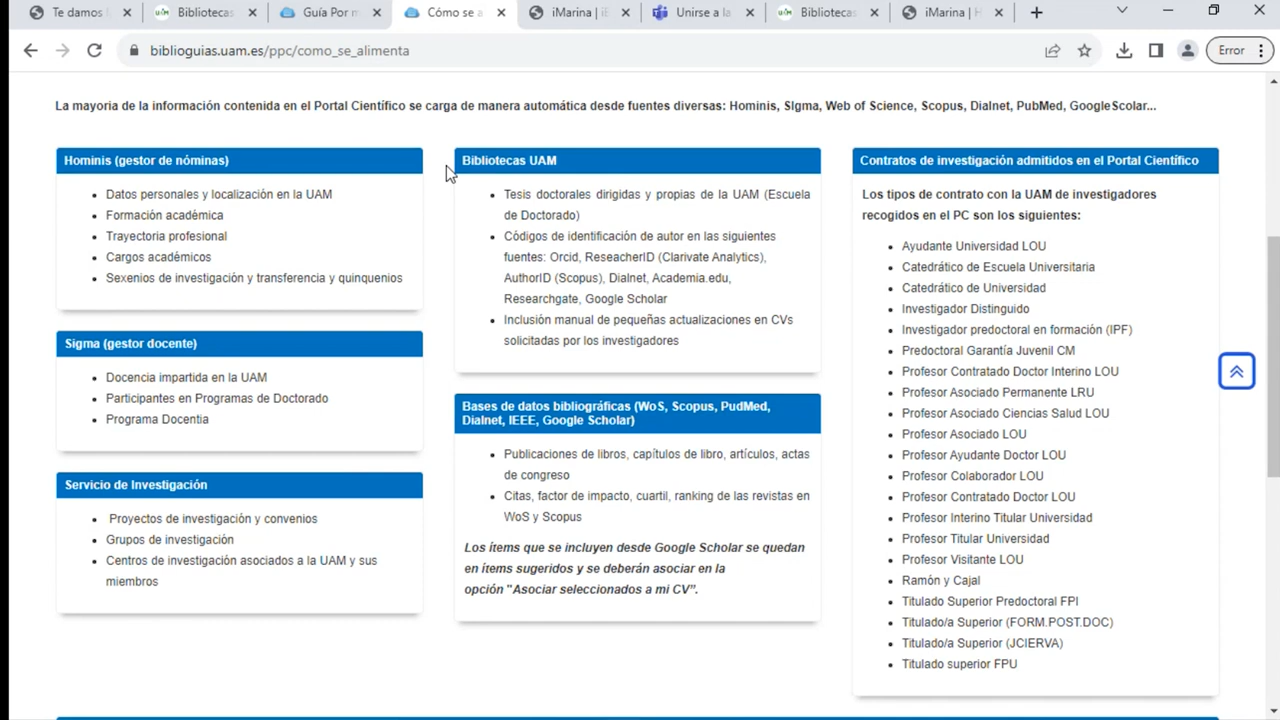 Te damos
Bibliotecas
Guía Por m
Cómo se a
iMarina | iE
Unirse a la
Bibliotecas
iMarina | H
biblioguias.uam.es/ppc/como_se_alimenta
Error
La mayoria de la información contenida en el Portal Científico se carga de manera automática desde fuentes diversas: Hominis, SIgma, Web of Science, Scopus, Dialnet, PubMed, GoogleScolar...
Hominis (gestor de nóminas)
Datos personales y localización en la UAM
Formación académica
Trayectoria profesional
Cargos académicos
Sexenios de investigación y transferencia y quinquenios
Sigma (gestor docente)
Docencia impartida en la UAM
Participantes en Programas de Doctorado
Programa Docentia
Servicio de Investigación
Proyectos de investigación y convenios
Grupos de investigación
Centros de investigación asociados a la UAM y sus
miembros
Bibliotecas UAM
Tesis doctorales dirigidas y propias de la UAM (Escuela
de Doctorado)
Códigos de identificación de autor en las siguientes
fuentes: Orcid, ReseacherID (Clarivate Analytics),
AuthorID (Scopus), Dialnet, Academia.edu,
Researchgate, Google Scholar
Inclusión manual de pequeñas actualizaciones en CVs
solicitadas por los investigadores
Bases de datos bibliográficas (WoS, Scopus, PudMed,
Dialnet, IEEE, Google Scholar)
Publicaciones de libros, capítulos de libro, artículos, actas
de congreso
Citas, factor de impacto, cuartil, ranking de las revistas en
WoS y Scopus
Los ítems que se incluyen desde Google Scholar se quedan
en ítems sugeridos y se deberán asociar en la
opción "Asociar seleccionados a mi CV".
Contratos de investigación admitidos en el Portal Científico
Los tipos de contrato con la UAM de investigadores
recogidos en el PC son los siguientes:
Ayudante Universidad LOU
Catedrático de Escuela Universitaria
Catedrático de Universidad
Investigador Distinguido
Investigador predoctoral en formación (IPF)
Predoctoral Garantía Juvenil CM
Profesor Contratado Doctor Interino LOU
Profesor Asociado Permanente LRU
Profesor Asociado Ciencias Salud LOU
Profesor Asociado LOU
Profesor Ayudante Doctor LOU
Profesor Colaborador LOU
Profesor Contratado Doctor LOU
Profesor Interino Titular Universidad
Profesor Titular Universidad
Profesor Visitante LOU
Ramón y Cajal
Titulado Superior Predoctoral FPI
Titulado/a Superior (FORM.POST.DOC)
Titulado/a Superior (JCIERVA)
Titulado superior FPU